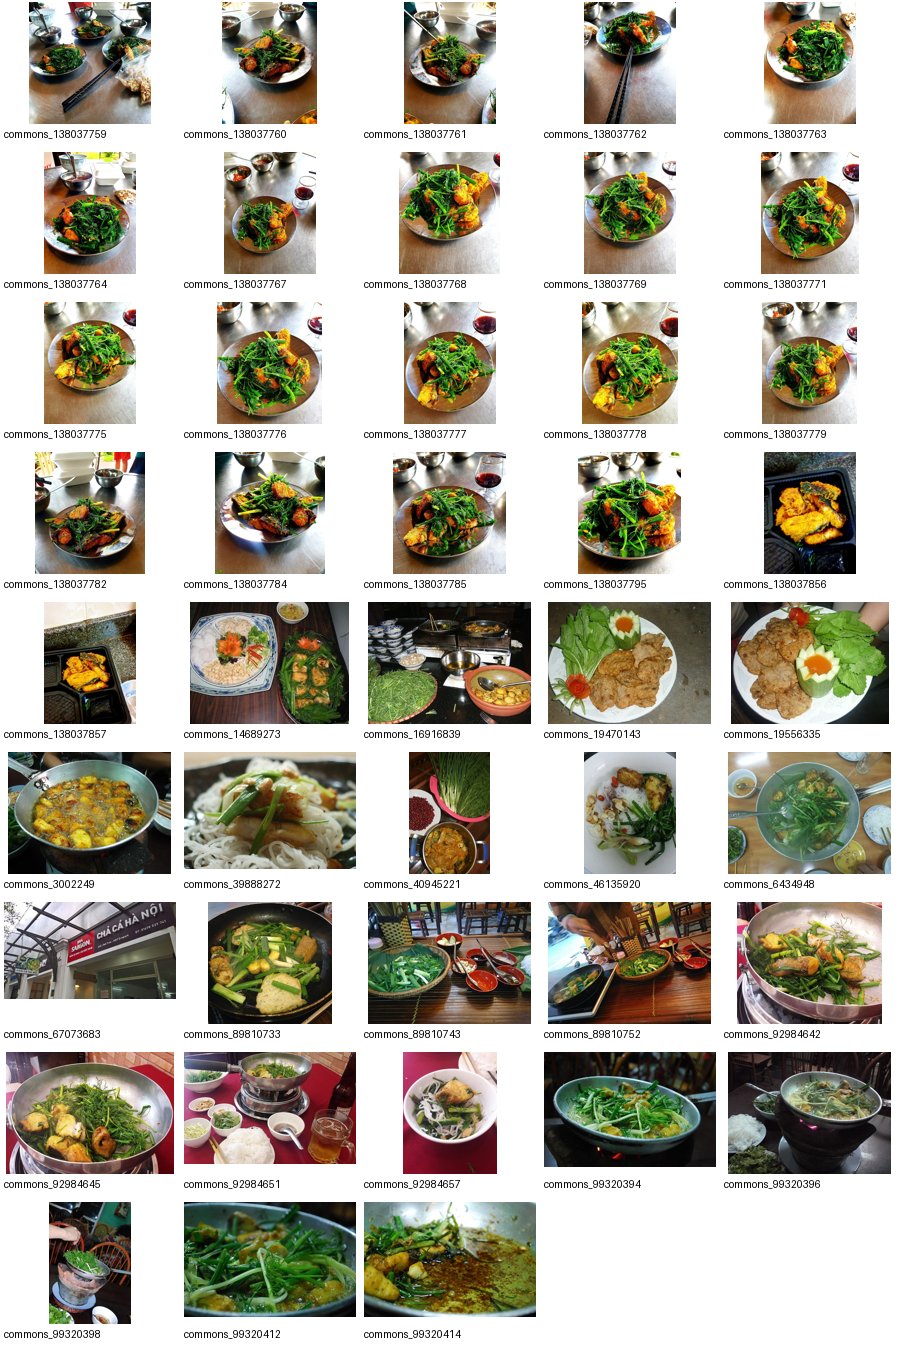 commons_138037759
commons_138037760
commons_138037761
commons_138037762
commons_138037763
commons_138037764
commons_138037767
commons_138037768
commons_138037769
commons_138037771
commons_138037775
commons_138037776
commons_138037777
commons_138037778
commons_138037779
commons_138037782
commons_138037784
commons_138037785
commons_138037795
commons_138037856
commons_138037857
commons_14689273
commons_16916839
commons_19470143
commons_19556335
commons_3002249
commons_39888272
commons_40945221
commons_46135920
commons_6434948
CHẢ CÁ HÀ NỘI
SAIGON
commons_67073683
commons_89810733
commons_89810743
commons_89810752
commons_92984642
commons_92984645
commons_92984651
commons_92984657
commons_99320394
commons_99320396
commons_99320398
commons_99320412
commons_99320414